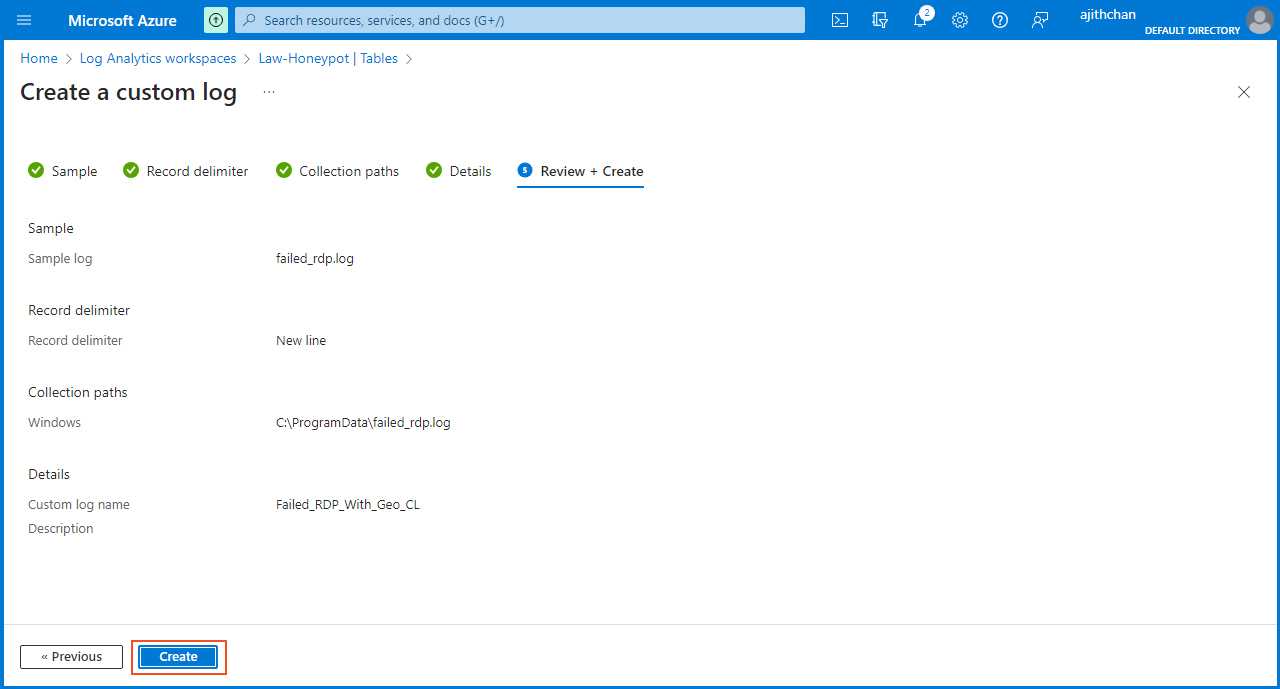 Microsoft Azure
Search resources, services, and docs (G+/)
2
ajithchan
DEFAULT DIRECTORY
Home > Log Analytics workspaces > Law-Honeypot | Tables >
Create a custom log ...
Sample Record delimiter Collection paths Details 5 Review + Create
Sample
Sample log failed_rdp.log
Record delimiter
Record delimiter New line
Collection paths
Windows C:\ProgramData\failed_rdp.log
Details
Custom log name Failed_RDP_With_Geo_CL
Description
« Previous Create